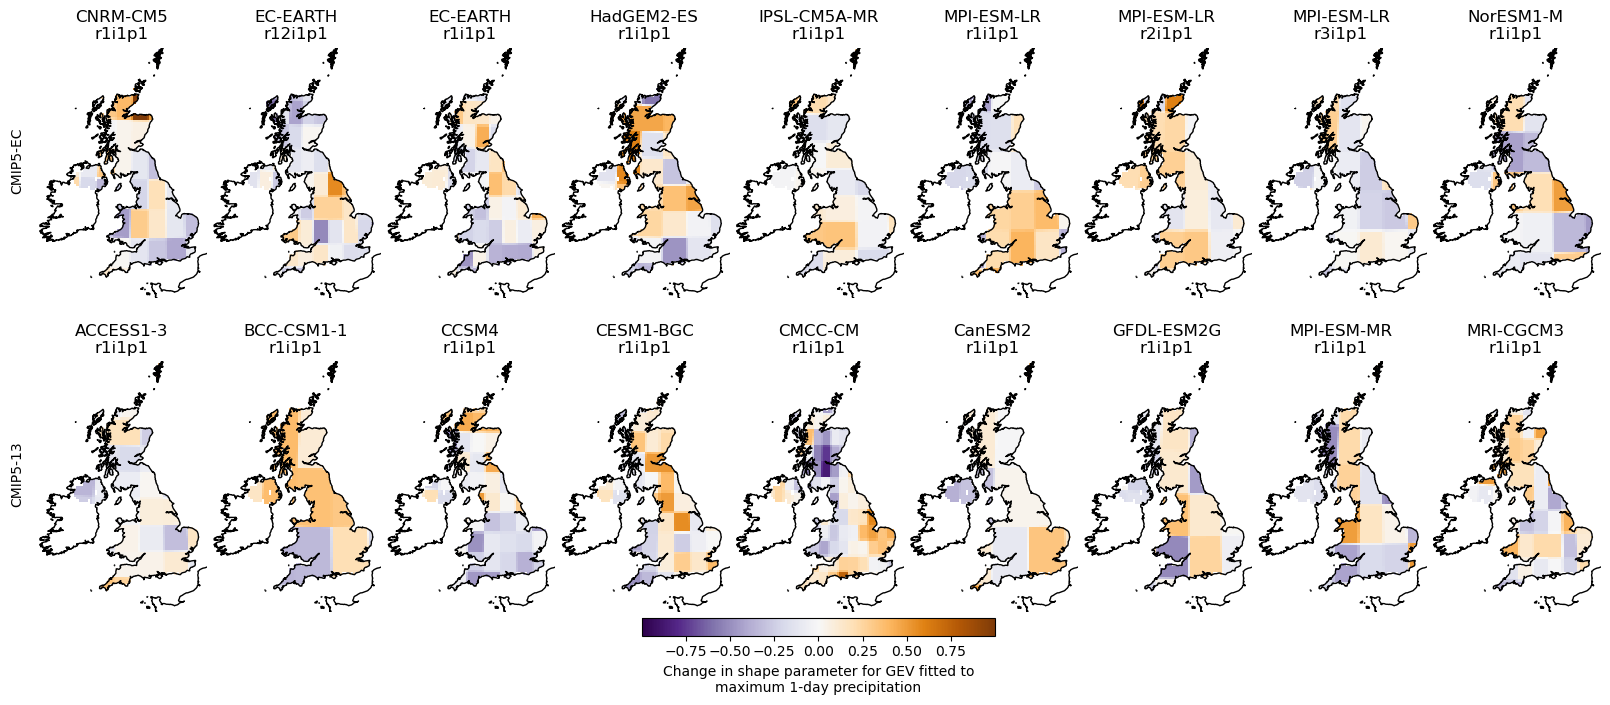 CNRM-CM5 EC-EARTH EC-EARTH HadGEM2-ES IPSL-CM5A-MR MPI-ESM-LR MPI-ESM-LR MPI-ESM-LR NorESM1-M
r1i1p1 r12i1p1 r1i1p1 r1i1p1 r1i1p1 r1i1p1 r2i1p1 r3i1p1 r1i1p1
CMIP5-EC
ACCESS1-3 BCC-CSM1-1 CCSM4 CESM1-BGC CMCC-CM CanESM2 GFDL-ESM2G MPI-ESM-MR MRI-CGCM3
r1i1p1 r1i1p1 r1i1p1 r1i1p1 r1i1p1 r1i1p1 r1i1p1 r1i1p1 r1i1p1
CMIP5-13
−0.75 −0.50 −0.25 0.00 0.25 0.50 0.75
Change in shape parameter for GEV fitted to
maximum 1-day precipitation